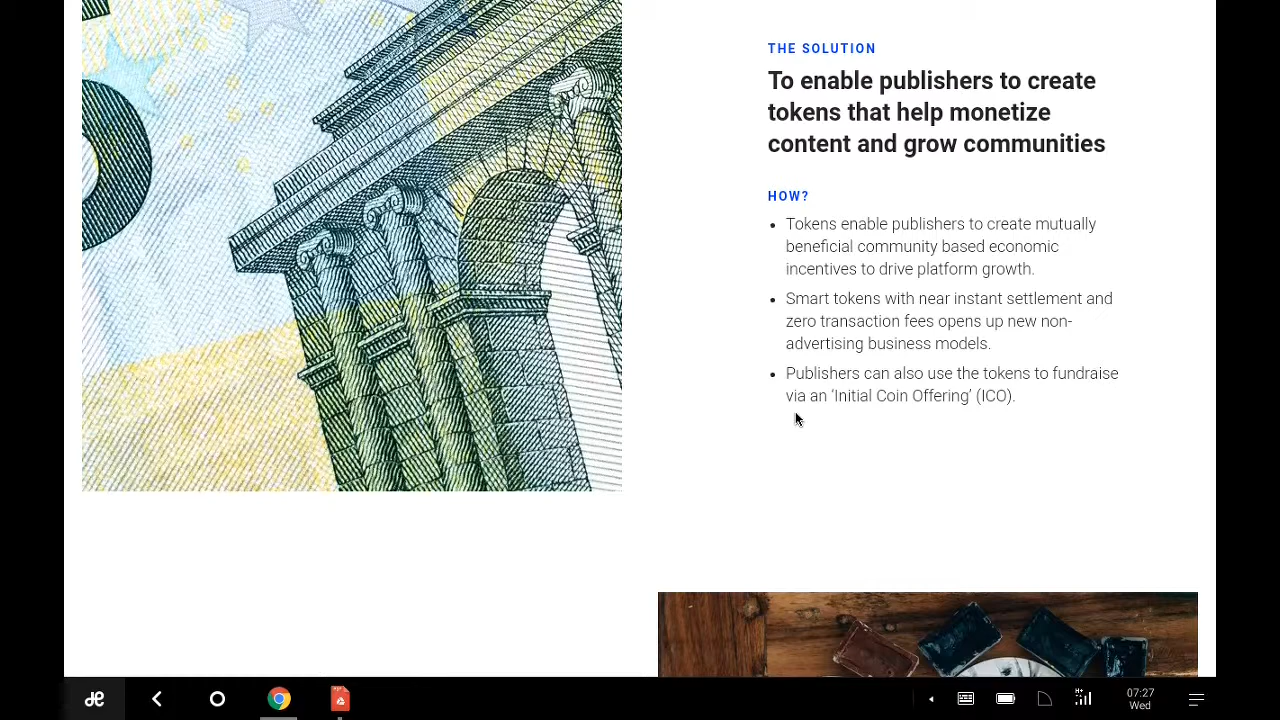 THE SOLUTION
To enable publishers to create
tokens that help monetize
content and grow communities
HOW?
• Tokens enable publishers to create mutually
beneficial community based economic
incentives to drive platform growth.
• Smart tokens with near instant settlement and
zero transaction fees opens up new non-
advertising business models.
• Publishers can also use the tokens to fundraise
via an ‘Initial Coin Offering’ (ICO).
07:27
Wed